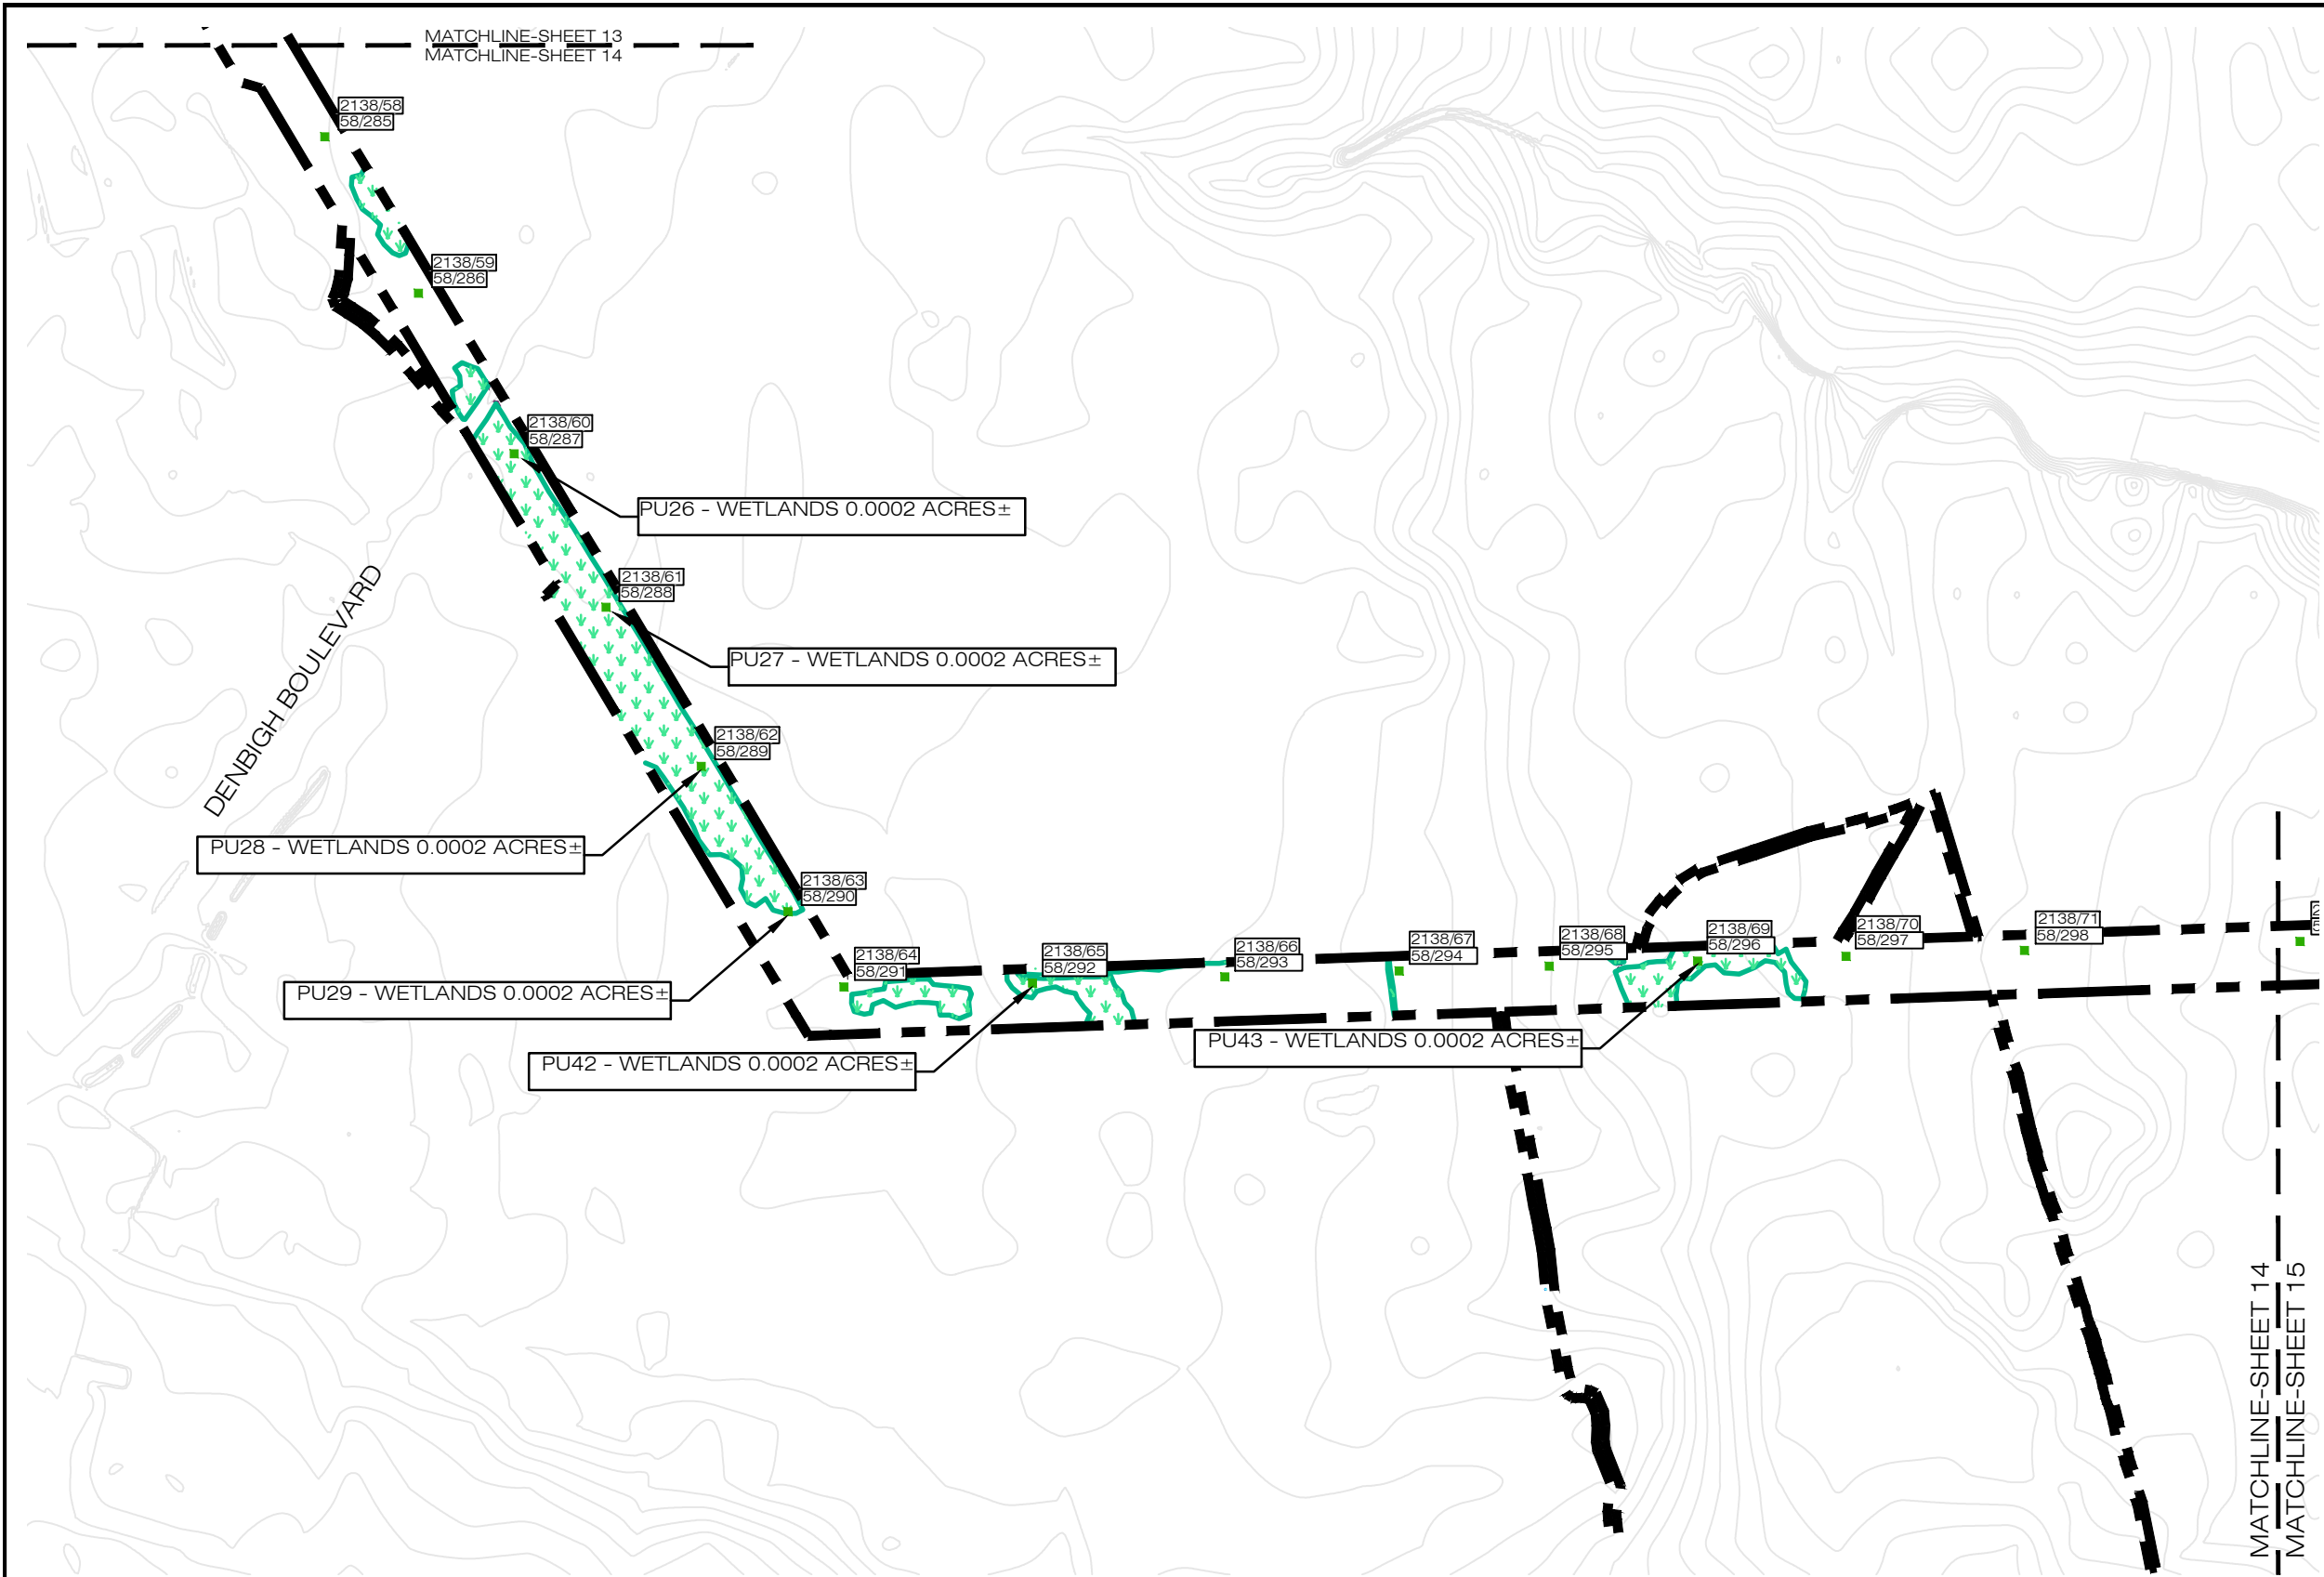 MATCHLINE-SHEET 13
MATCHLINE-SHEET 14
2138/58
58/285
2138/59
58/286
2138/60
58/287
PU26 - WETLANDS 0.0002 ACRES±
2138/61
58/288
PU27 - WETLANDS 0.0002 ACRES±
DENBIGH BOULEVARD
2138/62
58/289
PU28 - WETLANDS 0.0002 ACRES±
2138/63
58/290
PU29 - WETLANDS 0.0002 ACRES±
2138/64
58/291
2138/65
58/292
2138/66
58/293
2138/67
58/294
2138/68
58/295
2138/69
58/296
2138/70
58/297
2138/71
58/298
PU42 - WETLANDS 0.0002 ACRES±
PU43 - WETLANDS 0.0002 ACRES±
MATCHLINE-SHEET 14
MATCHLINE-SHEET 15